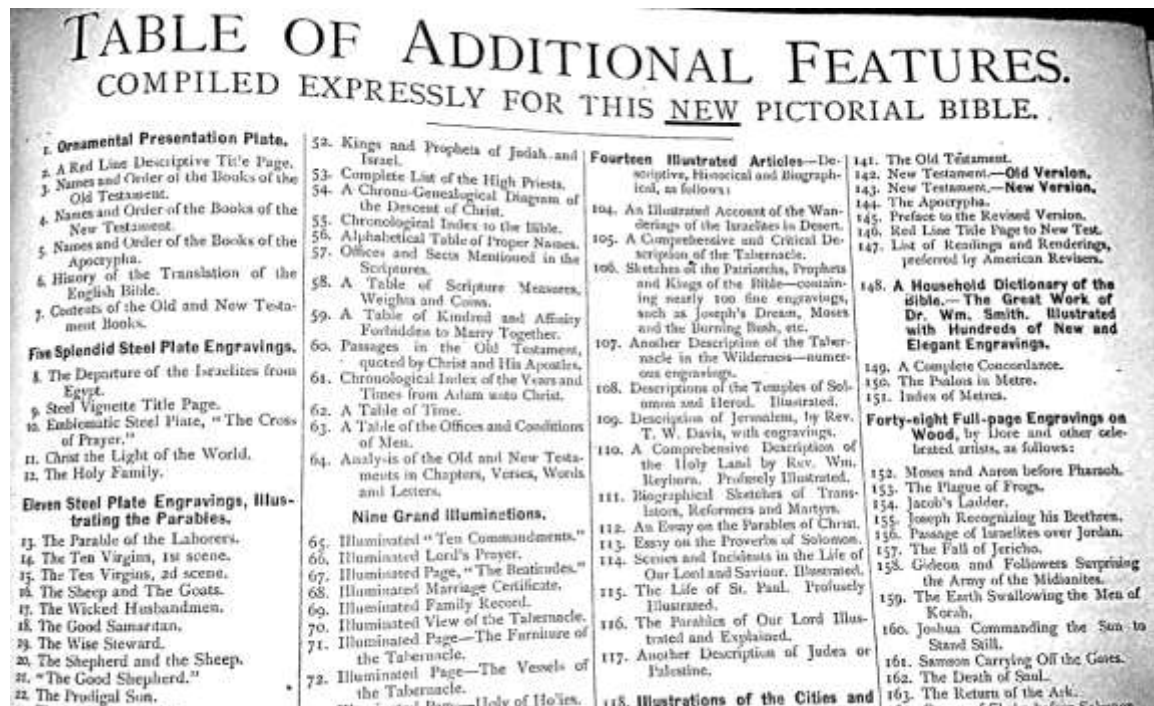 TABLE OF ADDITIONAL FEATURES.
COMPILED EXPRESSLY FOR THIS NEW PICTORIAL BIBLE.
1. Ornamental Presentation Plate.
2. A Red Line Descriptive Title Page.
3. Names and Order of the Books of the
Old Testament.
4. Names and Order of the Books of the
New Testament.
5. Names and Order of the Books of the
Apocrypha.
6. History of the Translation of the
English Bible.
7. Contents of the Old and New Testa-
ment Books.
Five Splendid Steel Plate Engravings.
8. The Departure of the Israelites from
Egypt.
9. Steel Vignette Title Page.
10. Emblematic Steel Plate, "The Cross
of Prayer."
11. Christ the Light of the World.
12. The Holy Family.
Eleven Steel Plate Engravings, Illus-
trating the Parables.
13. The Parable of the Laborers.
14. The Ten Virgins, 1st scene.
15. The Ten Virgins, 2d scene.
16. The Sheep and The Goats.
17. The Wicked Husbandmen.
18. The Good Samaritan.
19. The Wise Steward.
20. The Shepherd and the Sheep.
21. "The Good Shepherd."
22. The Prodigal Son.
52. Kings and Prophets of Judah and
Israel.
53. Complete List of the High Priests.
54. A Chrono-Genealogical Diagram of
the Descent of Christ.
55. Chronological Index to the Bible.
56. Alphabetical Table of Proper Names.
57. Offices and Sects Mentioned in the
Scriptures.
58. A Table of Scripture Measures,
Weights and Coins.
59. A Table of Kindred and Affinity
Forbidden to Marry Together.
60. Passages in the Old Testament,
quoted by Christ and His Apostles.
61. Chronological Index of the Years and
Times from Adam unto Christ.
62. A Table of Time.
63. A Table of the Offices and Conditions
of Men.
64. Analysis of the Old and New Testa-
ments in Chapters, Verses, Words
and Letters.
Nine Grand Illuminations.
65. Illuminated "Ten Commandments."
66. Illuminated Lord's Prayer.
67. Illuminated Page, "The Beatitudes."
68. Illuminated Marriage Certificate.
69. Illuminated Family Record.
70. Illuminated View of the Tabernacle.
71. Illuminated Page—The Furniture of
the Tabernacle.
72. Illuminated Page—The Vessels of
the Tabernacle.
Holy of Holies.
Fourteen Illustrated Articles—De-
scriptive, Historical and Biograph-
ical, as follows:
104. An Illustrated Account of the Wan-
derings of the Israelites in Desert.
105. A Comprehensive and Critical De-
scription of the Tabernacle.
106. Sketches of the Patriarchs, Prophets
and Kings of the Bible—contain-
ing nearly 100 fine engravings,
such as Joseph's Dream, Moses
and the Burning Bush, etc.
107. Another Description of the Taber-
nacle in the Wilderness—numer-
ous engravings.
108. Descriptions of the Temples of Sol-
omon and Herod. Illustrated.
109. Description of Jerusalem, by Rev.
T. W. Davis, with engravings.
110. A Comprehensive Description of
the Holy Land by Rev. Wm.
Reyborn. Profusely Illustrated.
111. Biographical Sketches of Trans-
lators, Reformers and Martyrs.
112. An Essay on the Parables of Christ.
113. Essay on the Proverbs of Solomon.
114. Scenes and Incidents in the Life of
Our Lord and Saviour. Illustrated.
115. The Life of St. Paul. Profusely
Illustrated.
116. The Parables of Our Lord Illus-
trated and Explained.
117. Another Description of Judea or
Palestine.
118. Illustrations of the Cities and
141. The Old Testament.
142. New Testament.—Old Version.
143. New Testament.—New Version.
144. The Apocrypha.
145. Preface to the Revised Version.
146. Red Line Title Page to New Test.
147. List of Readings and Renderings,
preferred by American Revisers.
148. A Household Dictionary of the
Bible.—The Great Work of
Dr. Wm. Smith. Illustrated
with Hundreds of New and
Elegant Engravings.
149. A Complete Concordance.
150. The Psalms in Metre.
151. Index of Metres.
Forty-eight Full-page Engravings on
Wood, by Dore and other cele-
brated artists, as follows:
152. Moses and Aaron before Pharaoh.
153. The Plague of Frogs.
154. Jacob's Ladder.
155. Joseph Recognizing his Brethren.
156. Passage of Israelites over Jordan.
157. The Fall of Jericho.
158. Gideon and Followers Surprising
the Army of the Midianites.
159. The Earth Swallowing the Men of
Korah.
160. Joshua Commanding the Sun to
Stand Still.
161. Samson Carrying Off the Gates.
162. The Death of Saul.
163. The Return of the Ark.